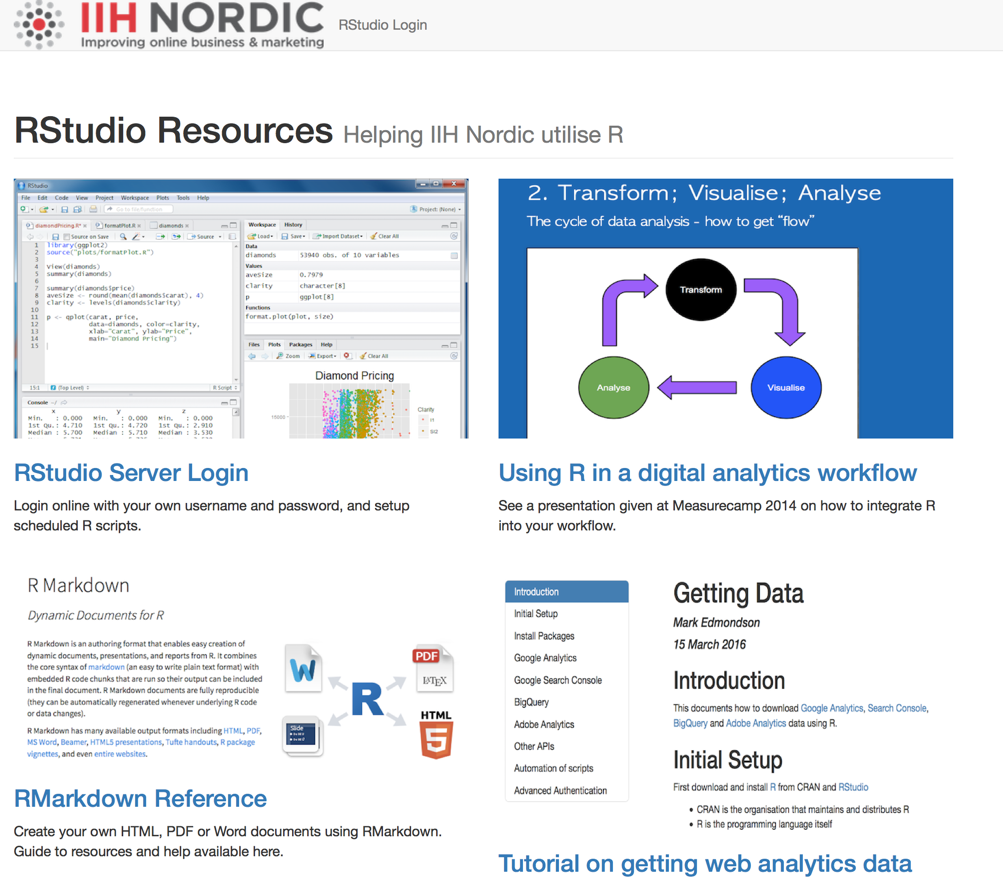 IIH NORDIC
Improving online business & marketing
RStudio Login
RStudio Resources Helping IIH Nordic utilise R
RStudio
File Edit Code View Project Workspace Plots Tools Help
Go to file/function
Project: (None)
diamondPricing.R* formatPlot.R diamonds
Source on Save Run Source
1 library(ggplot2)
2 source("plots/formatPlot.R")
3
4 View(diamonds)
5 summary(diamonds)
6
7 summary(diamonds$price)
8 avesize <- round(mean(diamonds$carat), 4)
9 clarity <- levels(diamonds$clarity)
10
11 p <- qplot(carat, price,
12 data=diamonds, color=clarity,
13 xlab="Carat", ylab="Price",
14 main="Diamond Pricing")
15
15:1 (Top Level) R Script
Console
x y z
Min. : 0.000 Min. : 0.000 Min. : 0.000
1st Qu.: 4.710 1st Qu.: 4.720 1st Qu.: 2.910
Median : 5.700 Median : 5.710 Median : 3.530
Workspace History
Load Save Import Dataset Clear All
Data
diamonds 53940 obs. of 10 variables
Values
aveSize 0.7979
clarity character[8]
p ggplot[8]
Functions
format.plot(plot, size)
Files Plots Packages Help
Zoom Export Clear All
Diamond Pricing
15000
Clarity
I1
SI2
2. Transform; Visualise; Analyse
The cycle of data analysis - how to get "flow"
Transform
Analyse
Visualise
RStudio Server Login
Login online with your own username and password, and setup
scheduled R scripts.
Using R in a digital analytics workflow
See a presentation given at Measurecamp 2014 on how to integrate R
into your workflow.
R Markdown
Dynamic Documents for R
R Markdown is an authoring format that enables easy creation of
dynamic documents, presentations, and reports from R. It combines
the core syntax of markdown (an easy to write plain text format) with
embedded R code chunks that are run so their output can be included
in the final document. R Markdown documents are fully reproducible
(they can be automatically regenerated whenever underlying R code
or data changes).
R Markdown has many available output formats including HTML, PDF,
MS Word, Beamer, HTML5 presentations, Tufte handouts, R package
vignettes, and even entire websites.
W
PDF
LATEX
R
Slide
HTML
5
RMarkdown Reference
Create your own HTML, PDF or Word documents using RMarkdown.
Guide to resources and help available here.
Introduction
Initial Setup
Install Packages
Google Analytics
Google Search Console
BigQuery
Adobe Analytics
Other APIs
Automation of scripts
Advanced Authentication
Getting Data
Mark Edmondson
15 March 2016
Introduction
This documents how to download Google Analytics, Search Console,
BigQuery and Adobe Analytics data using R.
Initial Setup
First download and install R from CRAN and RStudio
• CRAN is the organisation that maintains and distributes R
• R is the programming language itself
Tutorial on getting web analytics data